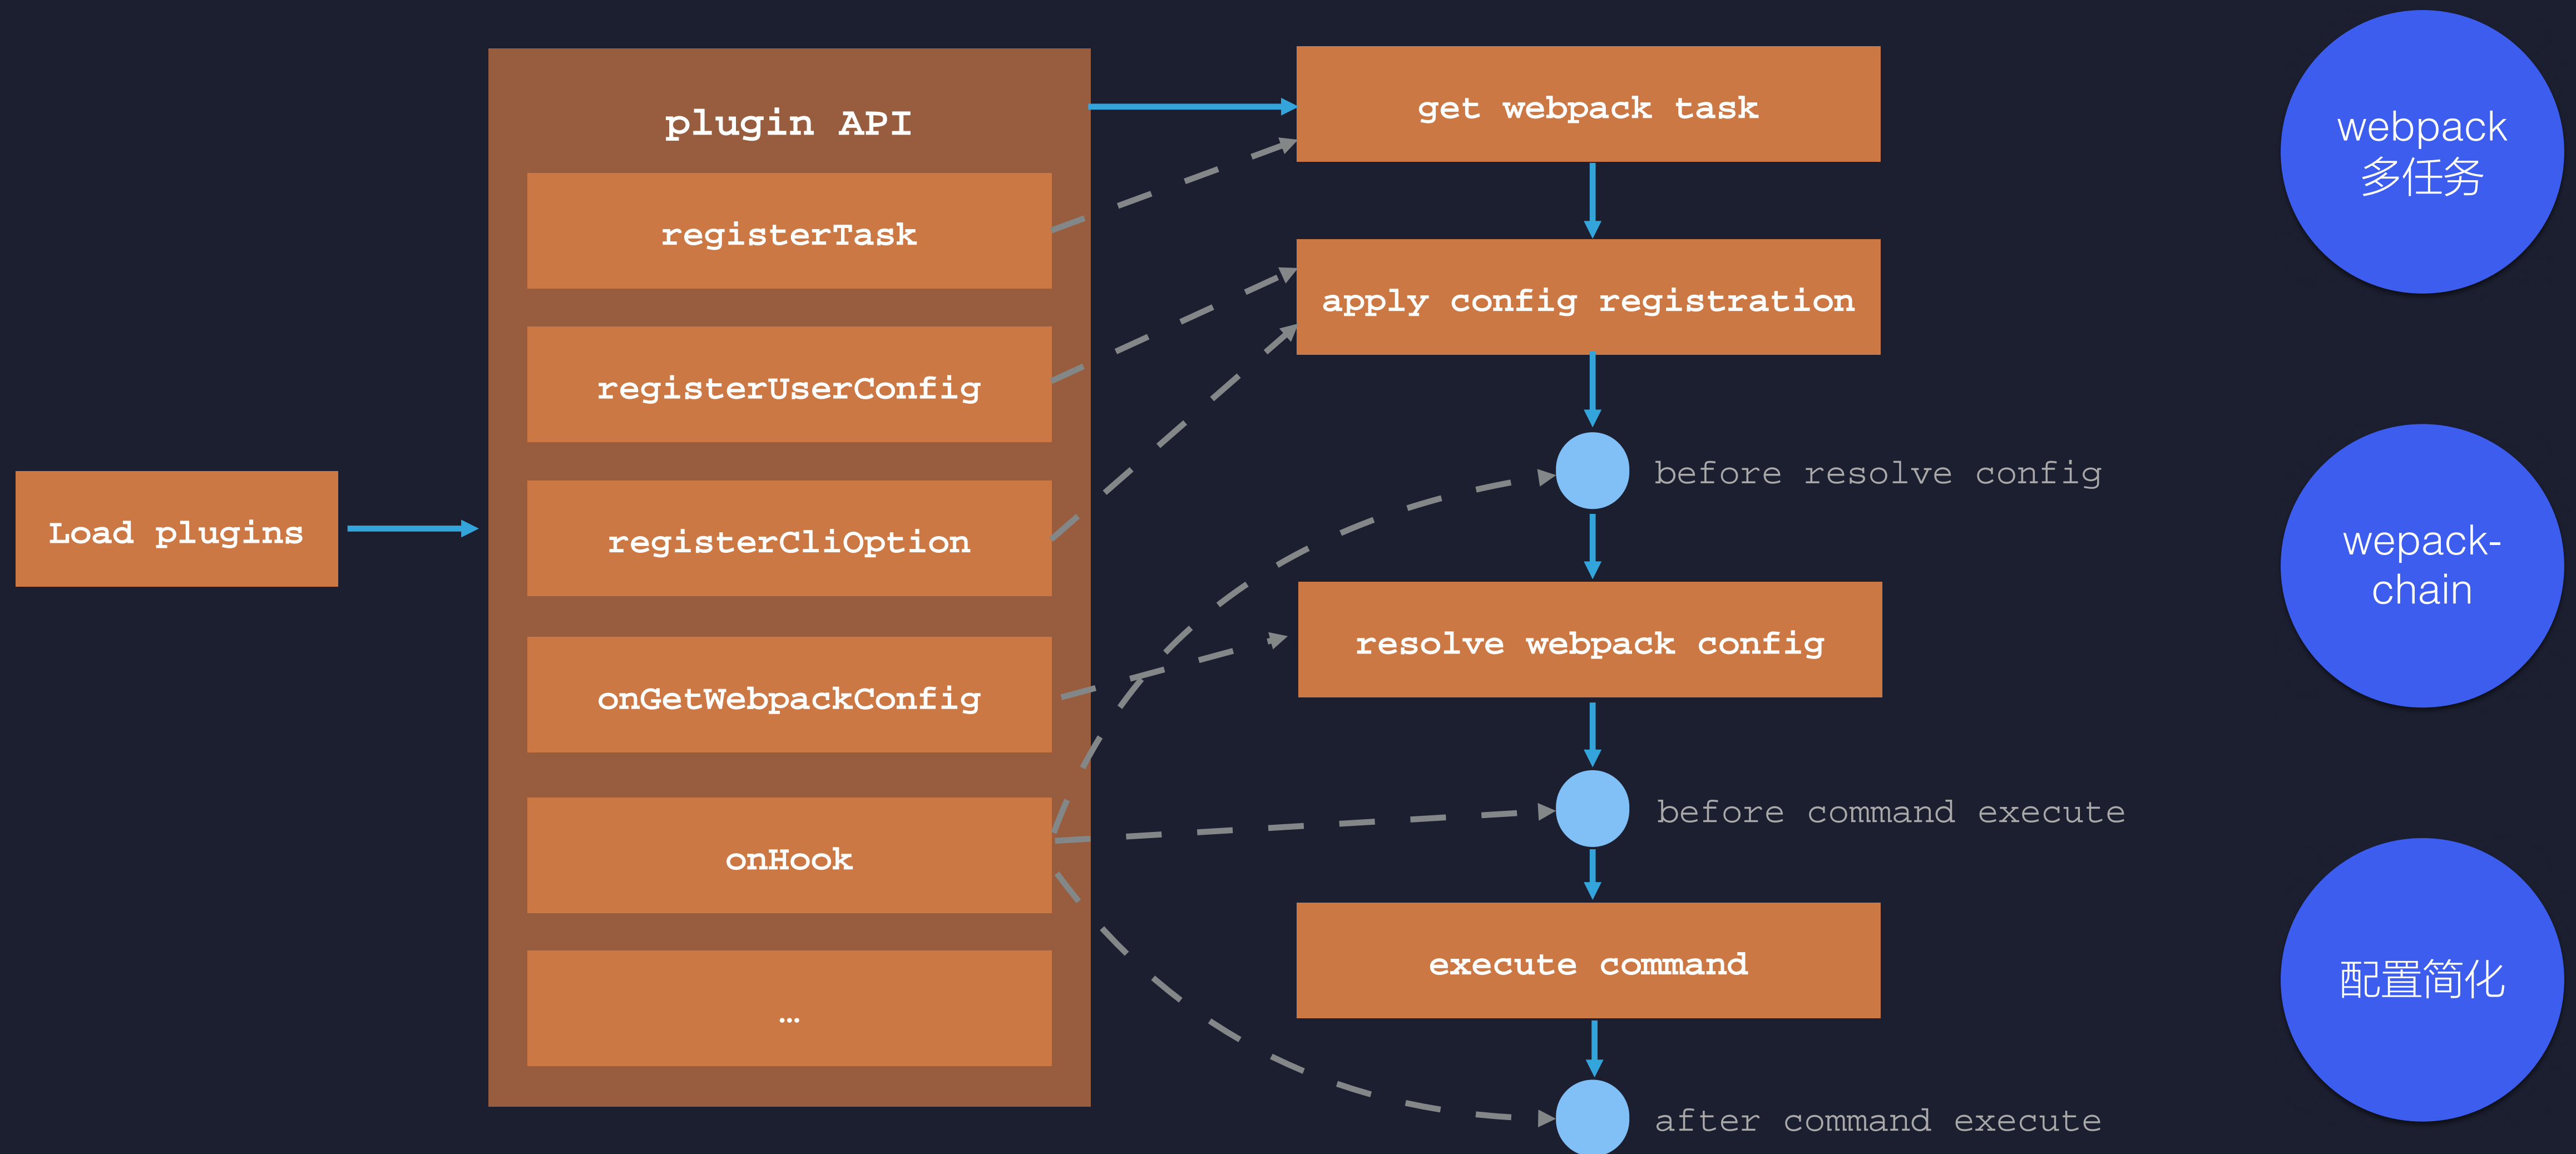 Load plugins
plugin API
registerTask
registerUserConfig
registerCliOption
onGetWebpackConfig
onHook
…
get webpack task
apply config registration
before resolve config
resolve webpack config
before command execute
execute command
after command execute
webpack
多任务
wepack-
chain
配置简化